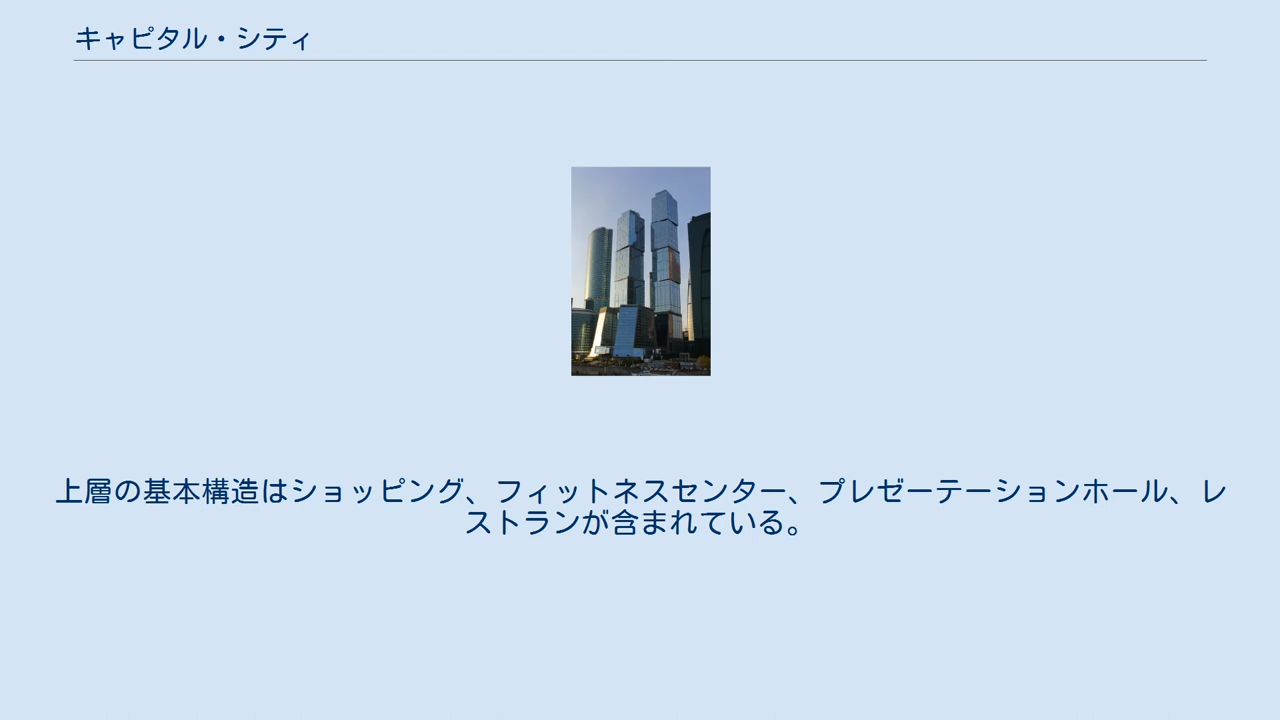 キャピタル・シティ
上層の基本構造はショッピング、フィットネスセンター、プレゼーテーションホール、レ
ストランが含まれている。